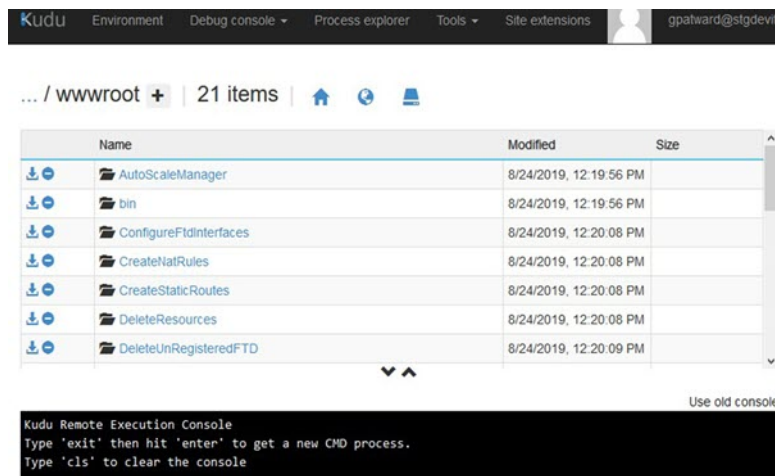 Kudu Environment Debug console Process explorer Tools Site extensions gpatward@stgdevit
... / wwwroot + | 21 items |
Name Modified Size
AutoScaleManager 8/24/2019, 12:19:56 PM
bin 8/24/2019, 12:19:56 PM
ConfigureFtdInterfaces 8/24/2019, 12:20:08 PM
CreateNatRules 8/24/2019, 12:20:08 PM
CreateStaticRoutes 8/24/2019, 12:20:08 PM
DeleteResources 8/24/2019, 12:20:08 PM
DeleteUnRegisteredFTD 8/24/2019, 12:20:09 PM
Use old console
Kudu Remote Execution Console
Type 'exit' then hit 'enter' to get a new CMD process.
Type 'cls' to clear the console